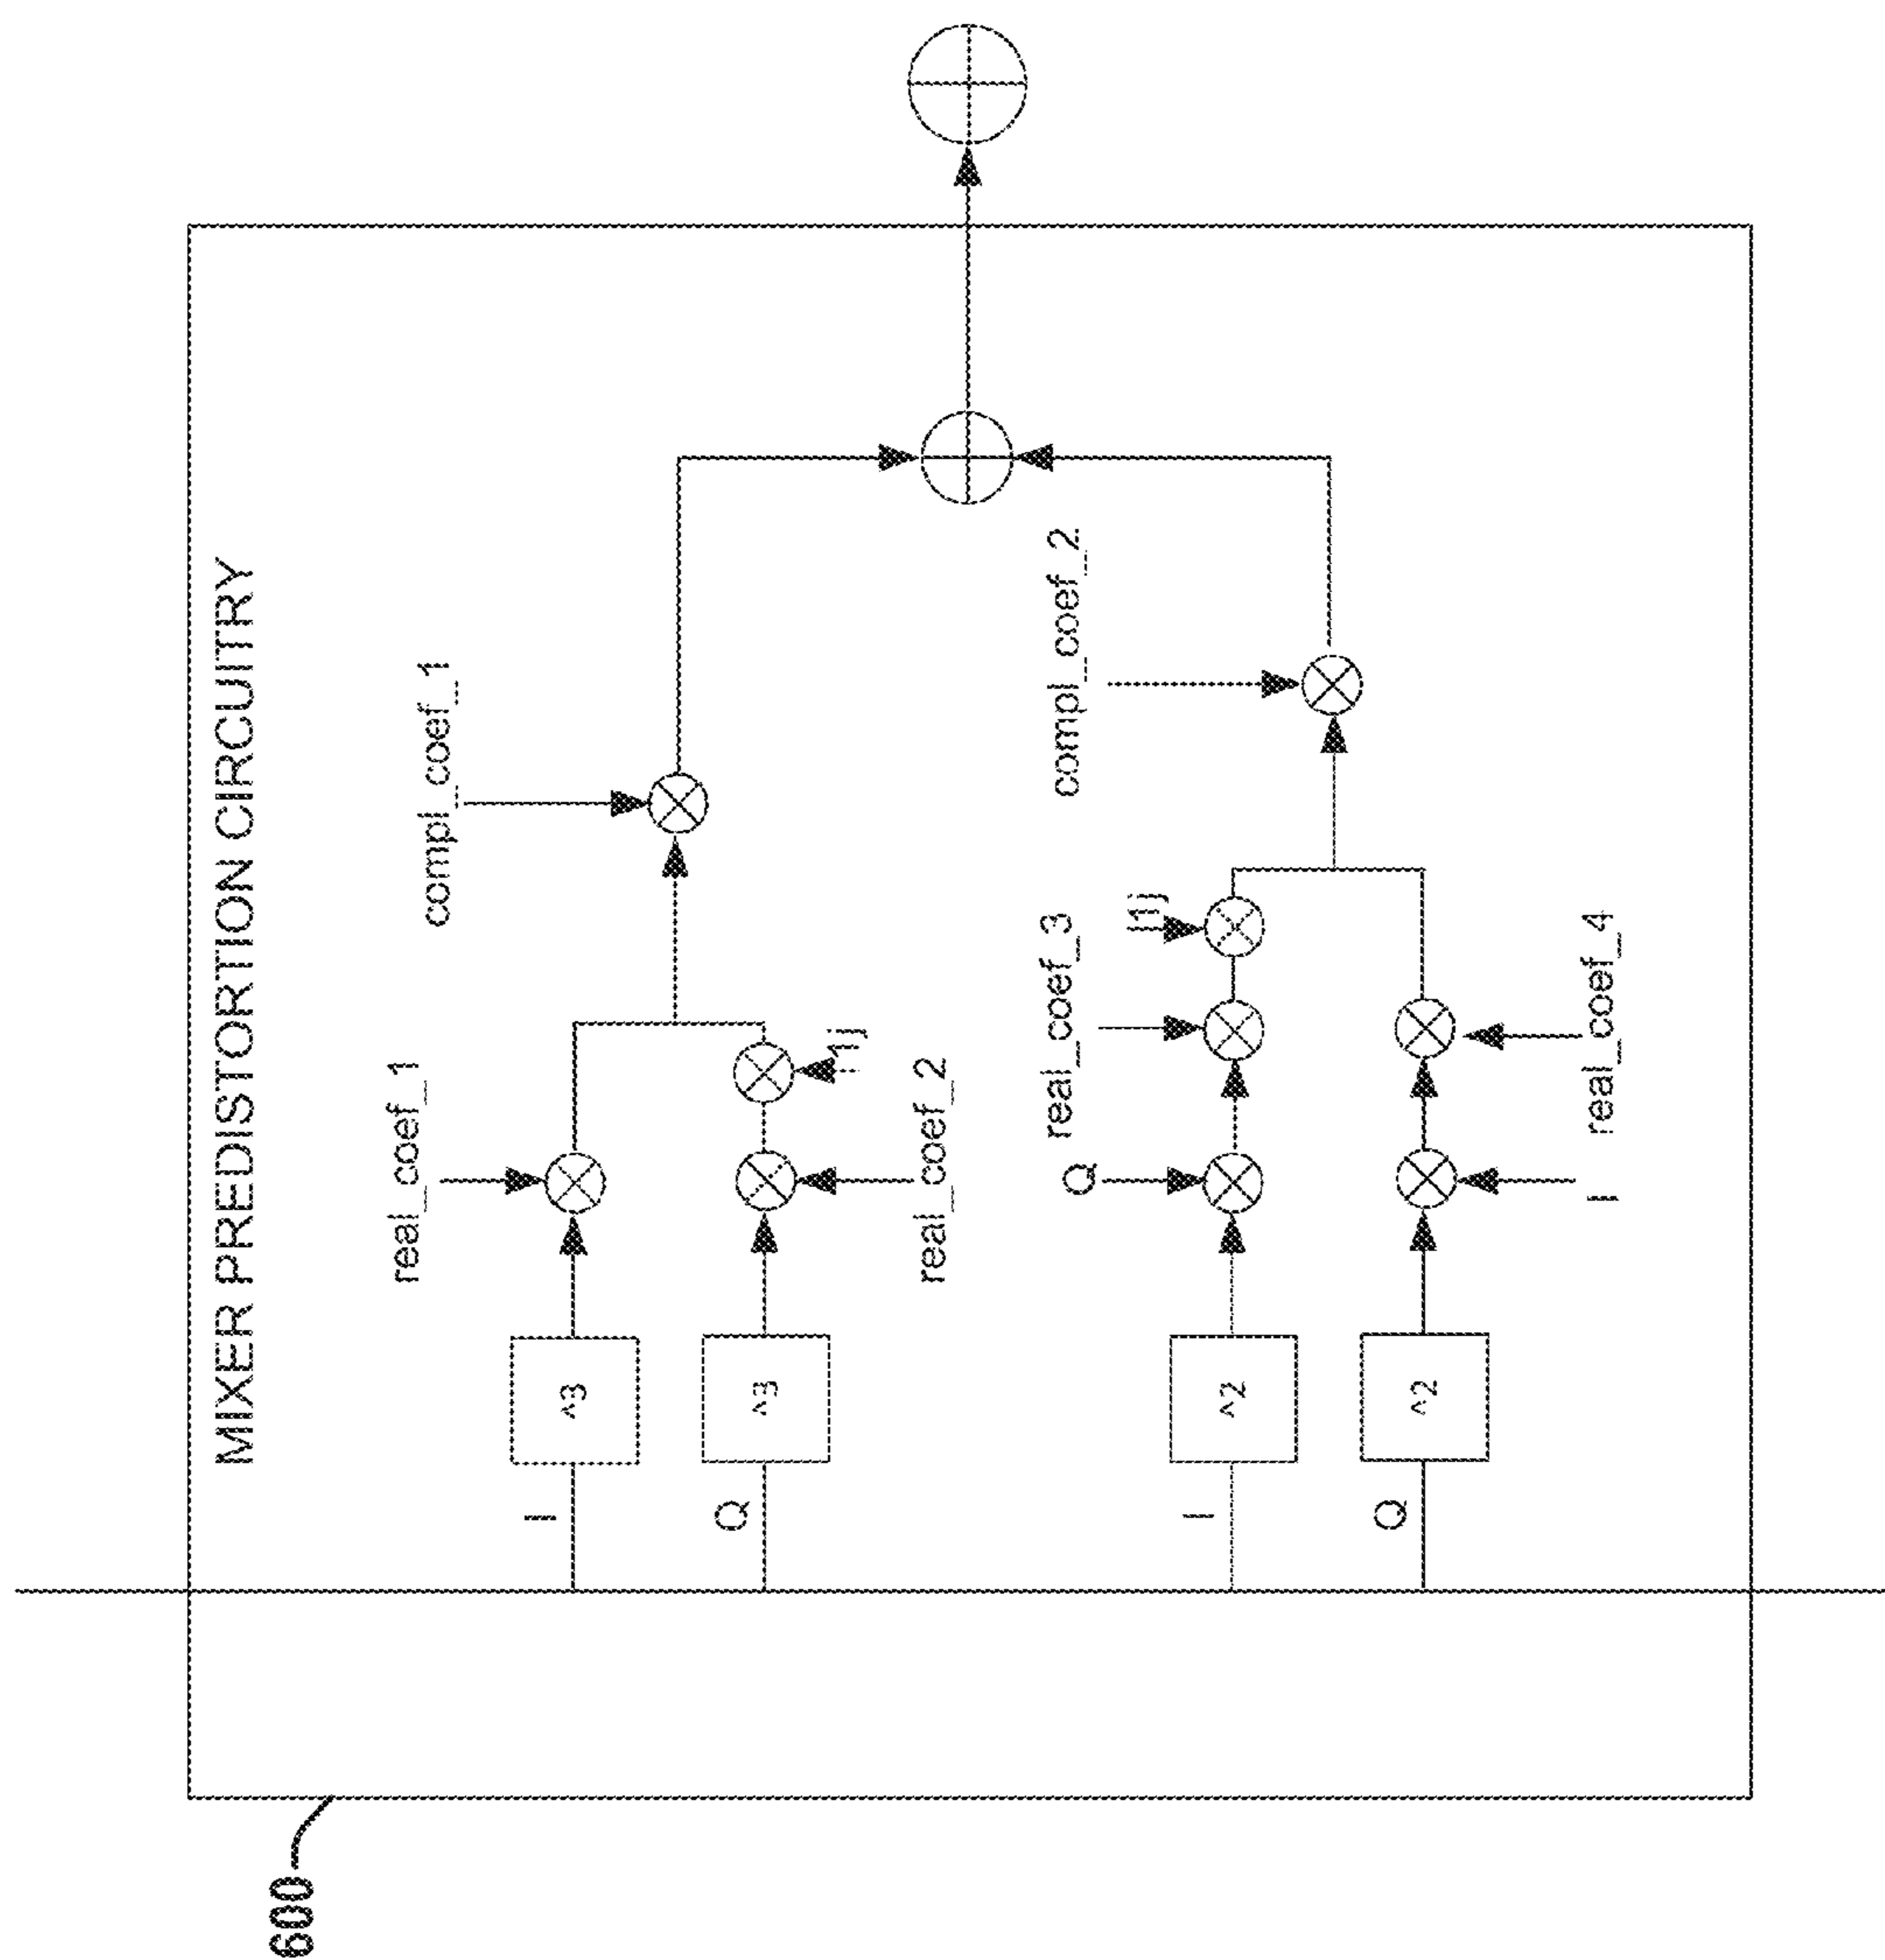 600
MIXER PREDISTORTION CIRCUITRY
I
^3
real_coef_1
compl_coef_1
Q
^3
real_coef_2
1j
I
^2
Q
real_coef_3
1j
compl_coef_2
Q
^2
I
real_coef_4